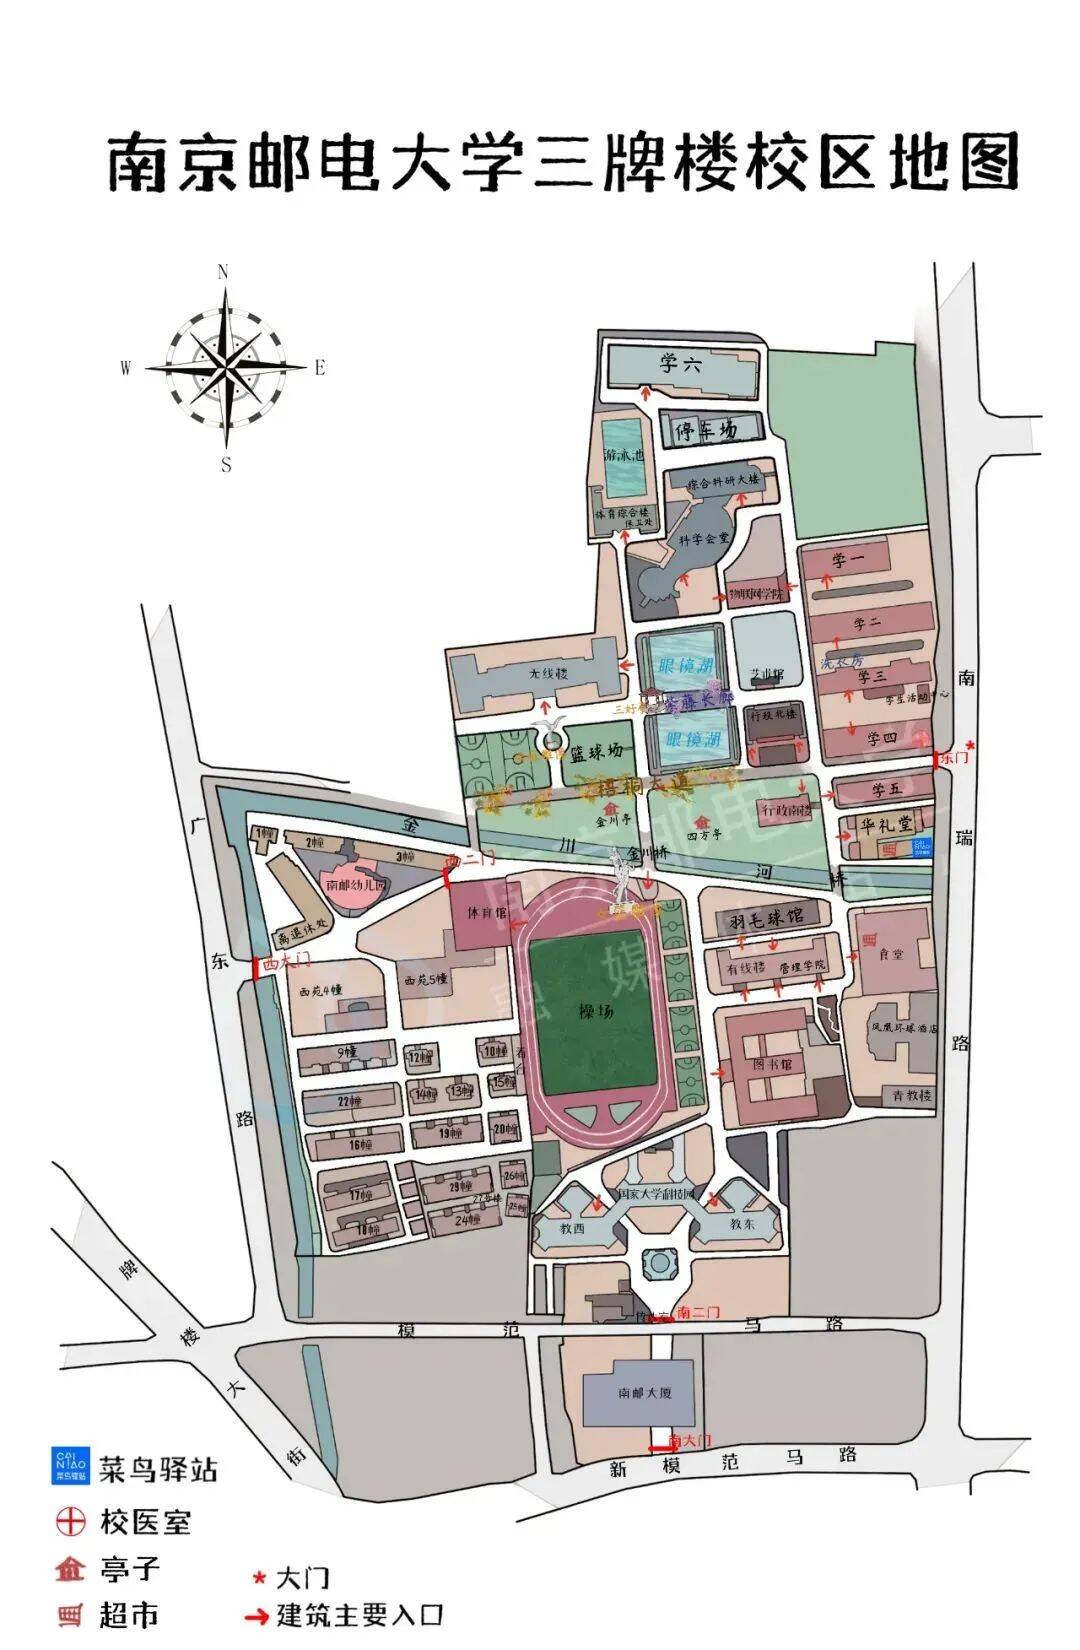 南京邮电大学三牌楼校区地图
N
W
E
S
学六
停车场
游泳池
综合科研大楼
体育综合楼
保卫处
科学会堂
学一
物联网学院
学二
洗衣房
无线楼
眼镜湖
艺山馆
学三
学生活动中心
南
紫藤长廊
行政北楼
眼镜湖
学四
东门*
篮球场
梧桐大道
学五
广
金
川
金川亭
四方亭
行政南楼
华礼堂
CAI
NIAO
瑞
1幢
2幢
3幢
西二门
金川桥
河
桥
南邮幼儿园
体育馆
羽毛球馆
离退休处
东
西大门
有线楼
管理学院
食堂
西苑4幢
西苑5幢
操场
凤凰环球酒店
路
9幢
12幢
10幢
图书馆
22幢
14幢
13幢
15幢
青教楼
路
16幢
19幢
20幢
17幢
29幢
26幢
18幢
24幢
国家大学科技园
教西
教东
牌
楼
大
街
南二门
模
范
马
路
南邮大厦
南大门
新
模
范
马
路
CAI
NIAO
菜鸟驿站
菜鸟驿站
校医室
亭子
* 大门
超市
建筑主要入口